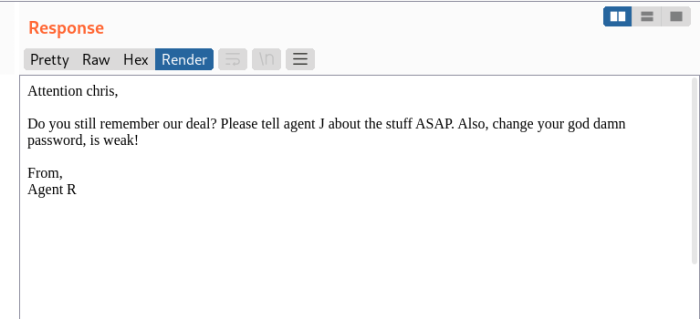 Response
Pretty Raw Hex Render \n
Attention chris,
Do you still remember our deal? Please tell agent J about the stuff ASAP. Also, change your god damn
password, is weak!
From,
Agent R